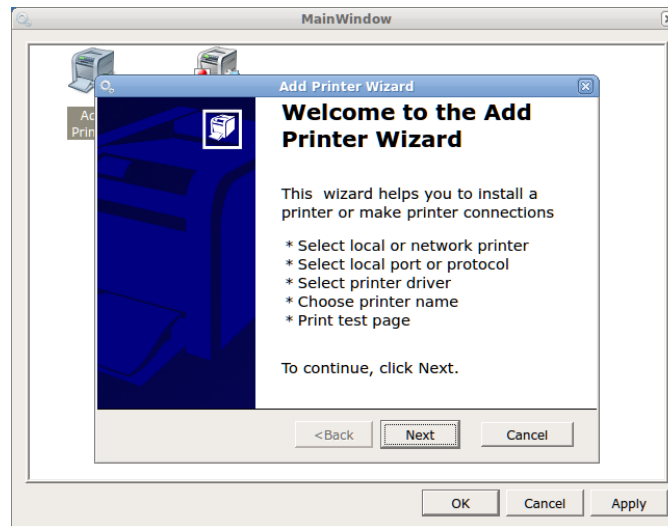 MainWindow
Add Printer Wizard
Welcome to the Add
Printer Wizard
This wizard helps you to install a
printer or make printer connections
* Select local or network printer
* Select local port or protocol
* Select printer driver
* Choose printer name
* Print test page
To continue, click Next.
<Back Next Cancel
OK Cancel Apply